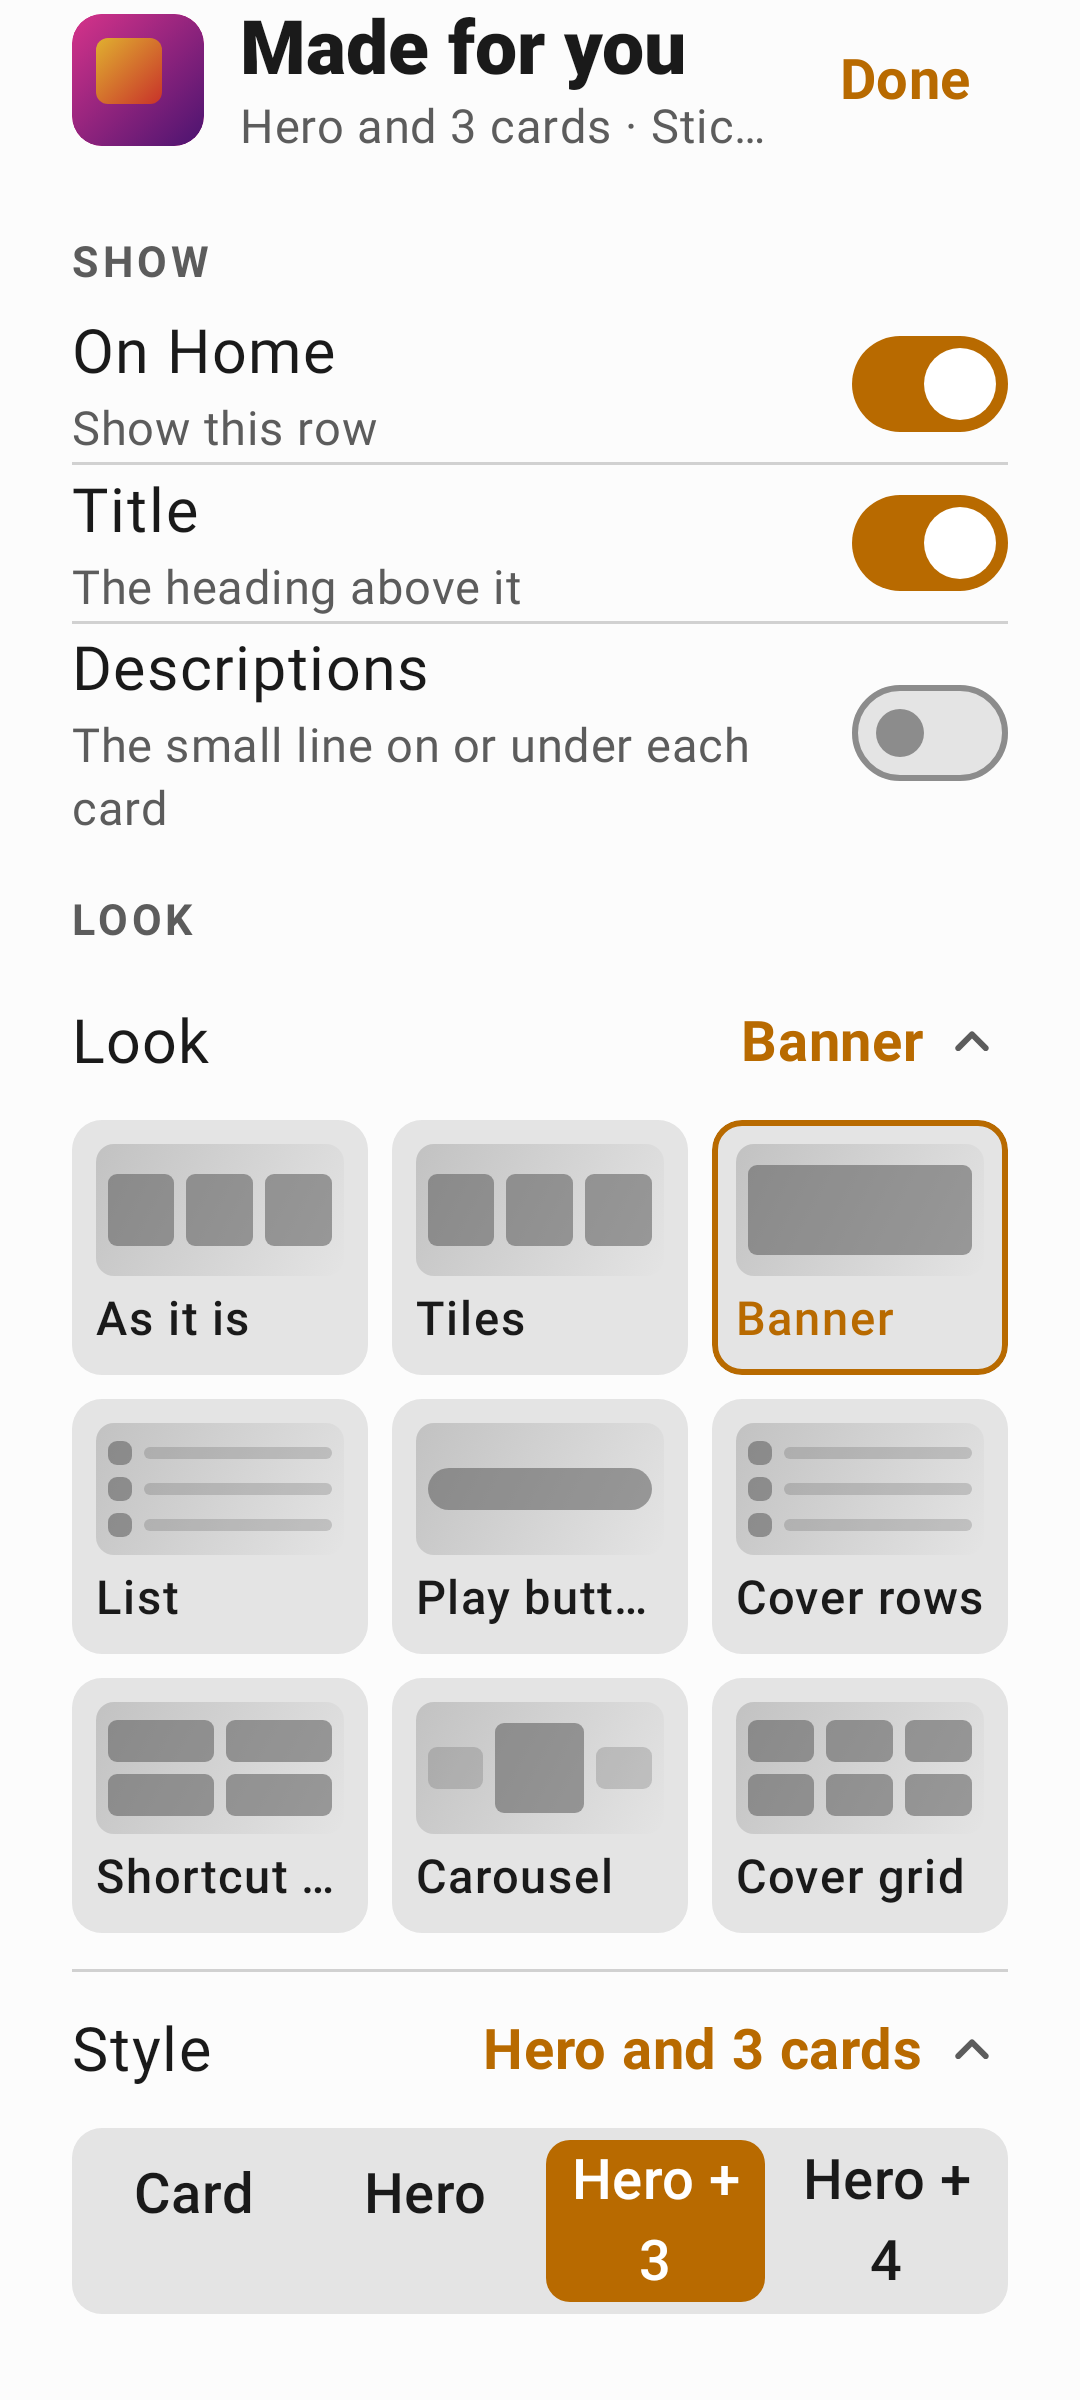 Made for you
Done
Hero and 3 cards · Stic…
SHOW
On Home
Show this row
Title
The heading above it
Descriptions
The small line on or under each
card
LOOK
Look
Banner
As it is
Tiles
Banner
List
Play butt…
Cover rows
Shortcut …
Carousel
Cover grid
Style
Hero and 3 cards
Card
Hero
Hero +
3
Hero +
4